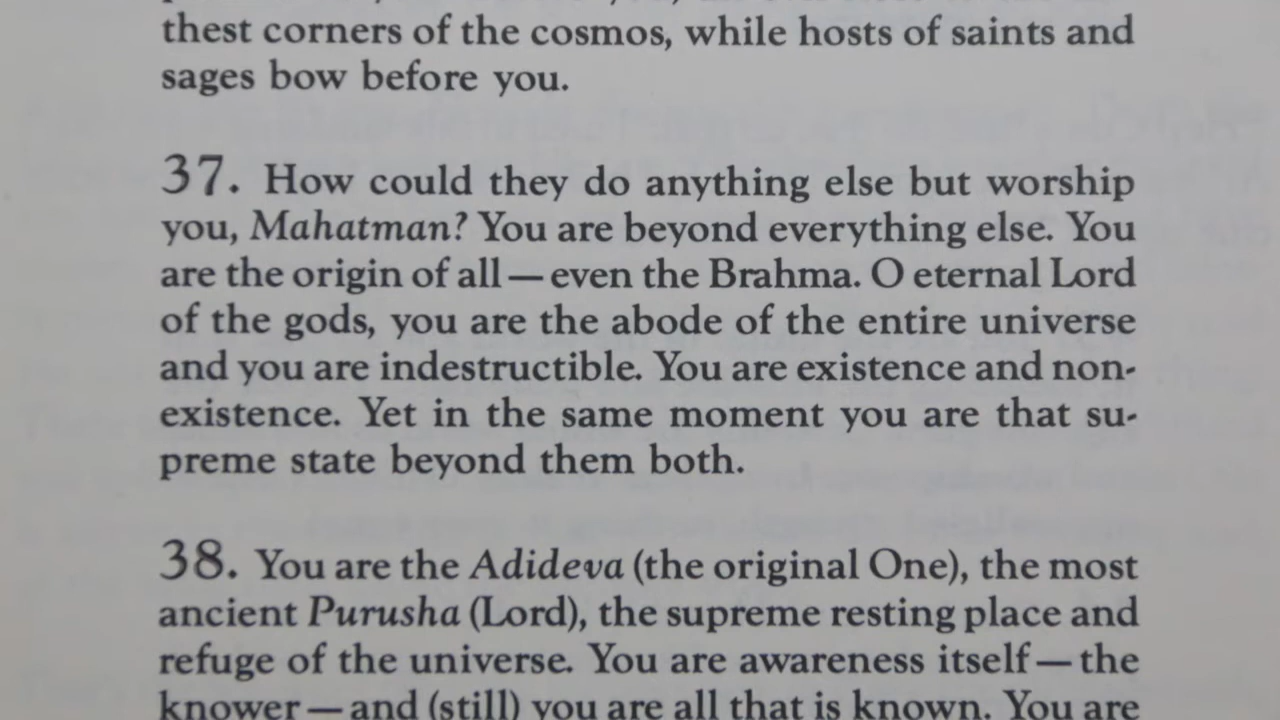 thest corners of the cosmos, while hosts of saints and
sages bow before you.
37. How could they do anything else but worship
you, Mahatman? You are beyond everything else. You
are the origin of all—even the Brahma. O eternal Lord
of the gods, you are the abode of the entire universe
and you are indestructible. You are existence and non-
existence. Yet in the same moment you are that su-
preme state beyond them both.
38. You are the Adideva (the original One), the most
ancient Purusha (Lord), the supreme resting place and
refuge of the universe. You are awareness itself—the
knower—and (still) you are all that is known. You are